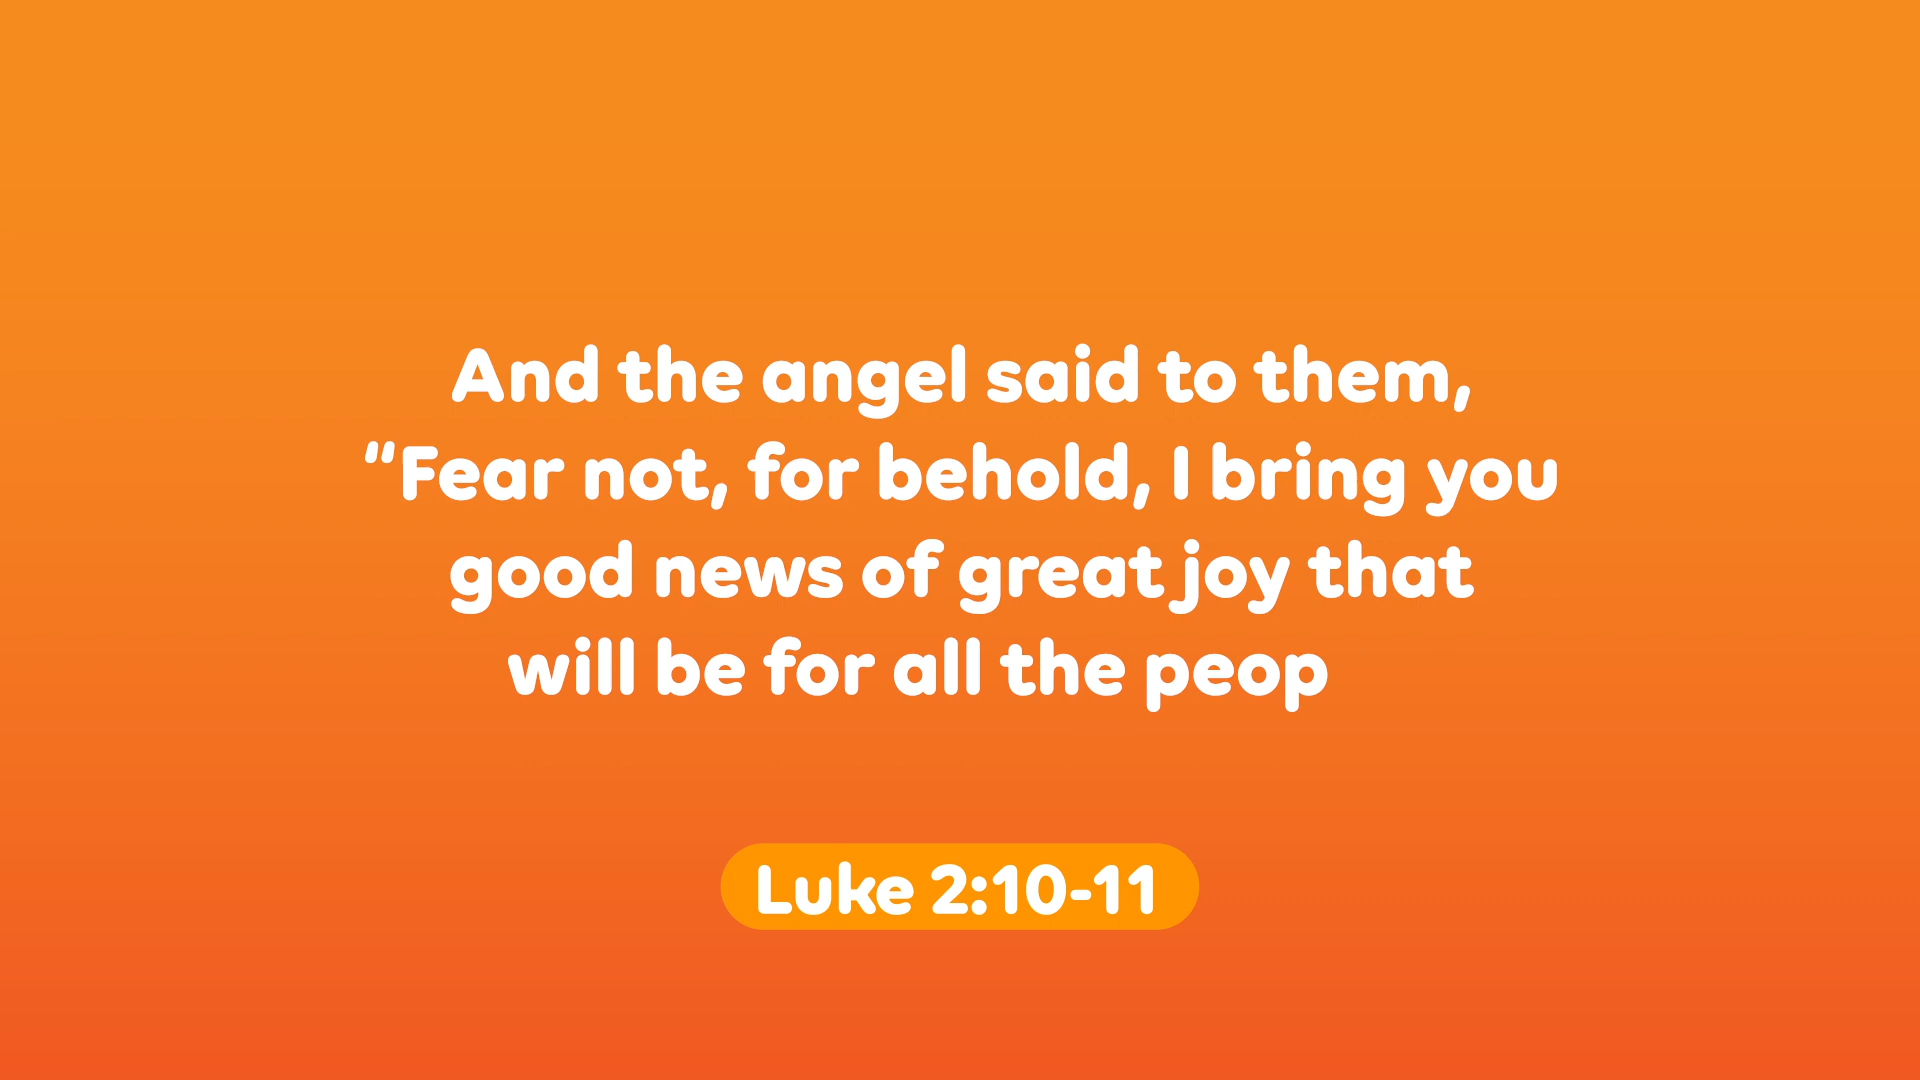 And the angel said to them,
“Fear not, for behold, I bring you
good news of great joy that
will be for all the peop
Luke 2:10-11